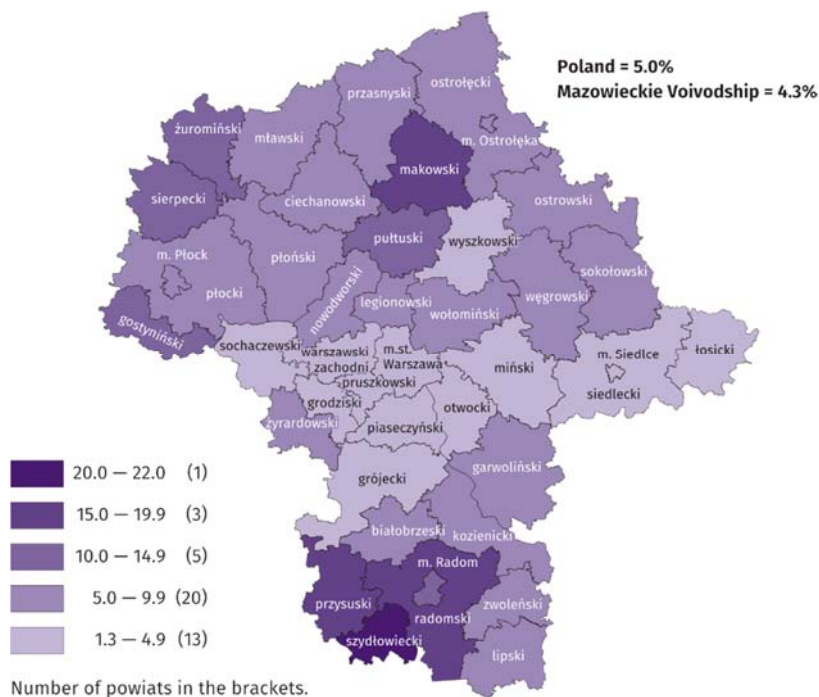 Poland = 5.0%
Mazowieckie Voivodship = 4.3%
ostrołęcki
przasnyski
żuromiński
mławski
m. Ostrołęka
makowski
sierpecki
ciechanowski
ostrowski
pułtuski
wyszkowski
m. Płock
płoński
sokołowski
płocki
nowodworski
legionowski
wołomiński
węgrowski
gostyniński
sochaczewski
warszawski
zachodni
m.st.
Warszawa
miński
m. Siedlce
łosicki
pruszkowski
siedlecki
grodziski
otwocki
żyrardowski
piaseczyński
garwoliński
grójecki
białobrzeski
kozienicki
m. Radom
przysuski
zwoleński
radomski
szydłowiecki
lipski
20.0 — 22.0 (1)
15.0 — 19.9 (3)
10.0 — 14.9 (5)
5.0 — 9.9 (20)
1.3 — 4.9 (13)
Number of powiats in the brackets.